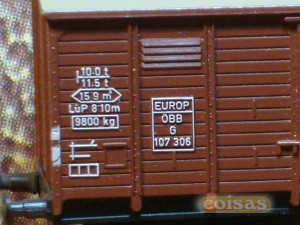 10.0 t
11.5 t
15.9 m²
LüP 8.10m
9800 kg
EUROP
ÖBB
G
107 306
coisas